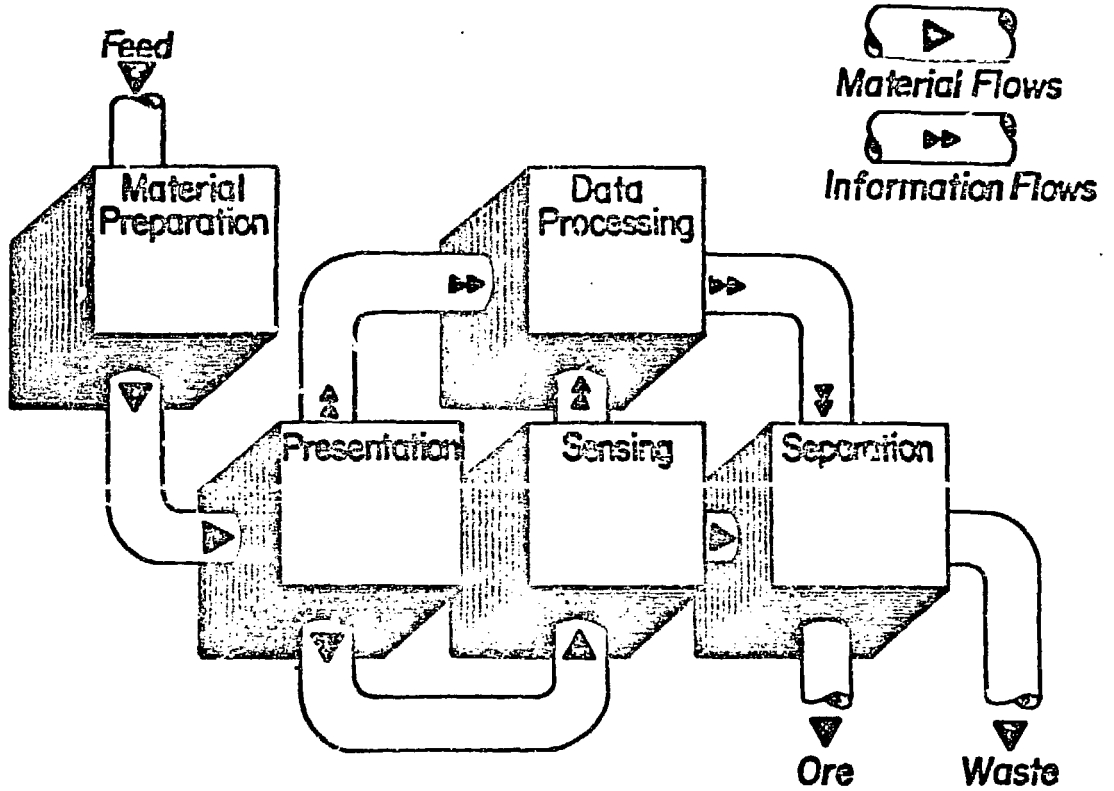 Feed
Material Flows
Information Flows
Material
Preparation
Data
Processing
Presentation
Sensing
Separation
Ore
Waste